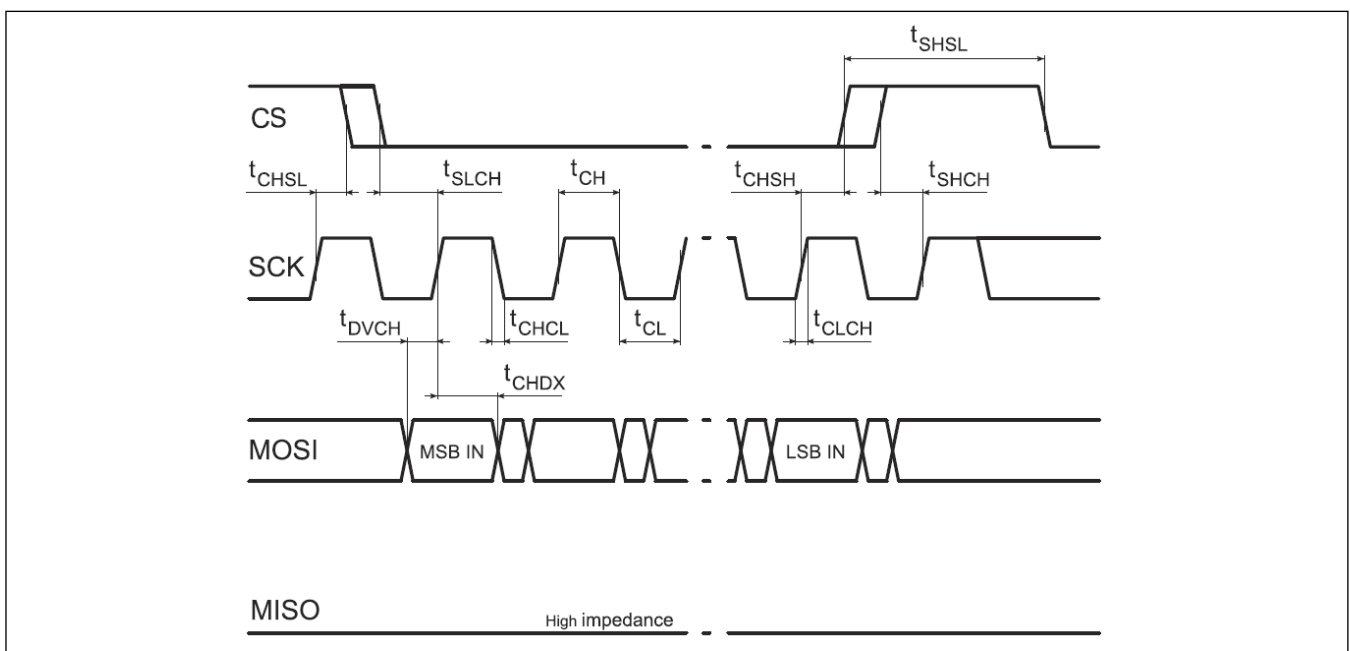 tSHSL
CS
tCHSL tSLCH tCH tCHSH tSHCH
SCK
tDVCH tCHCL tCL tCLCH
tCHDX
MOSI MSB IN LSB IN
MISO High impedance